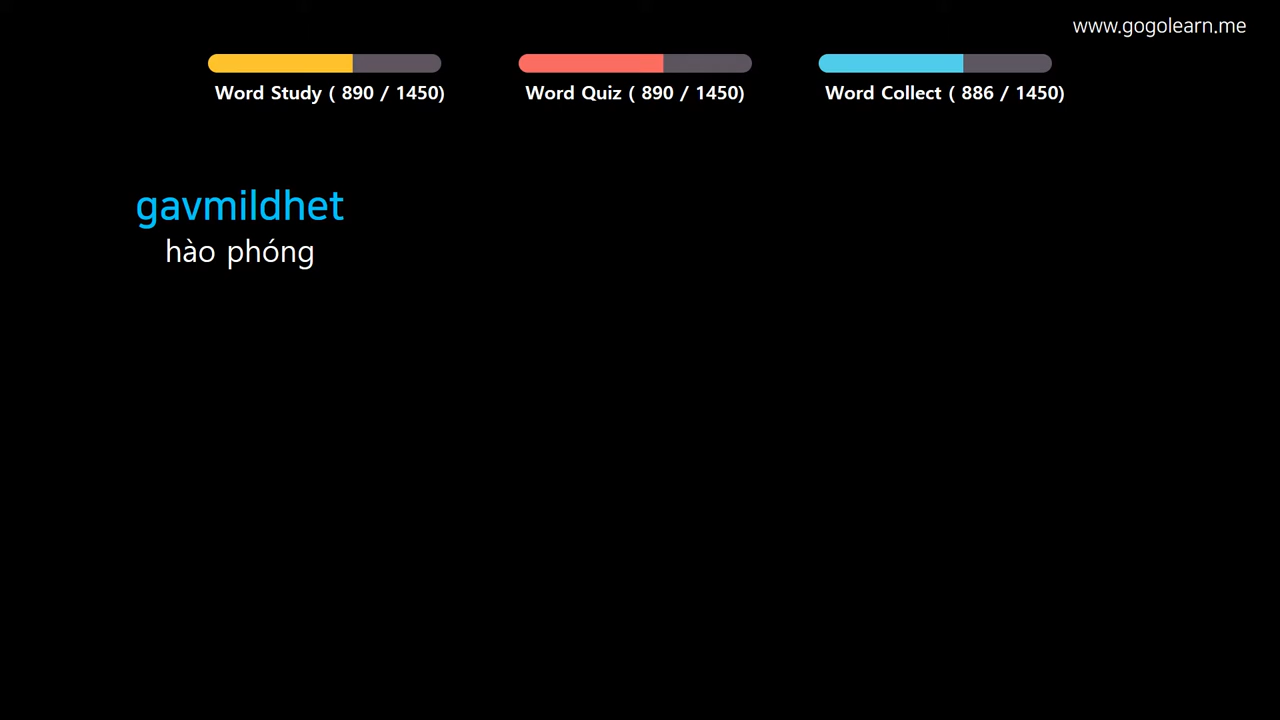 www.gogolearn.me
Word Study ( 890 / 1450)
Word Quiz ( 890 / 1450)
Word Collect ( 886 / 1450)
gavmildhet
hào phóng